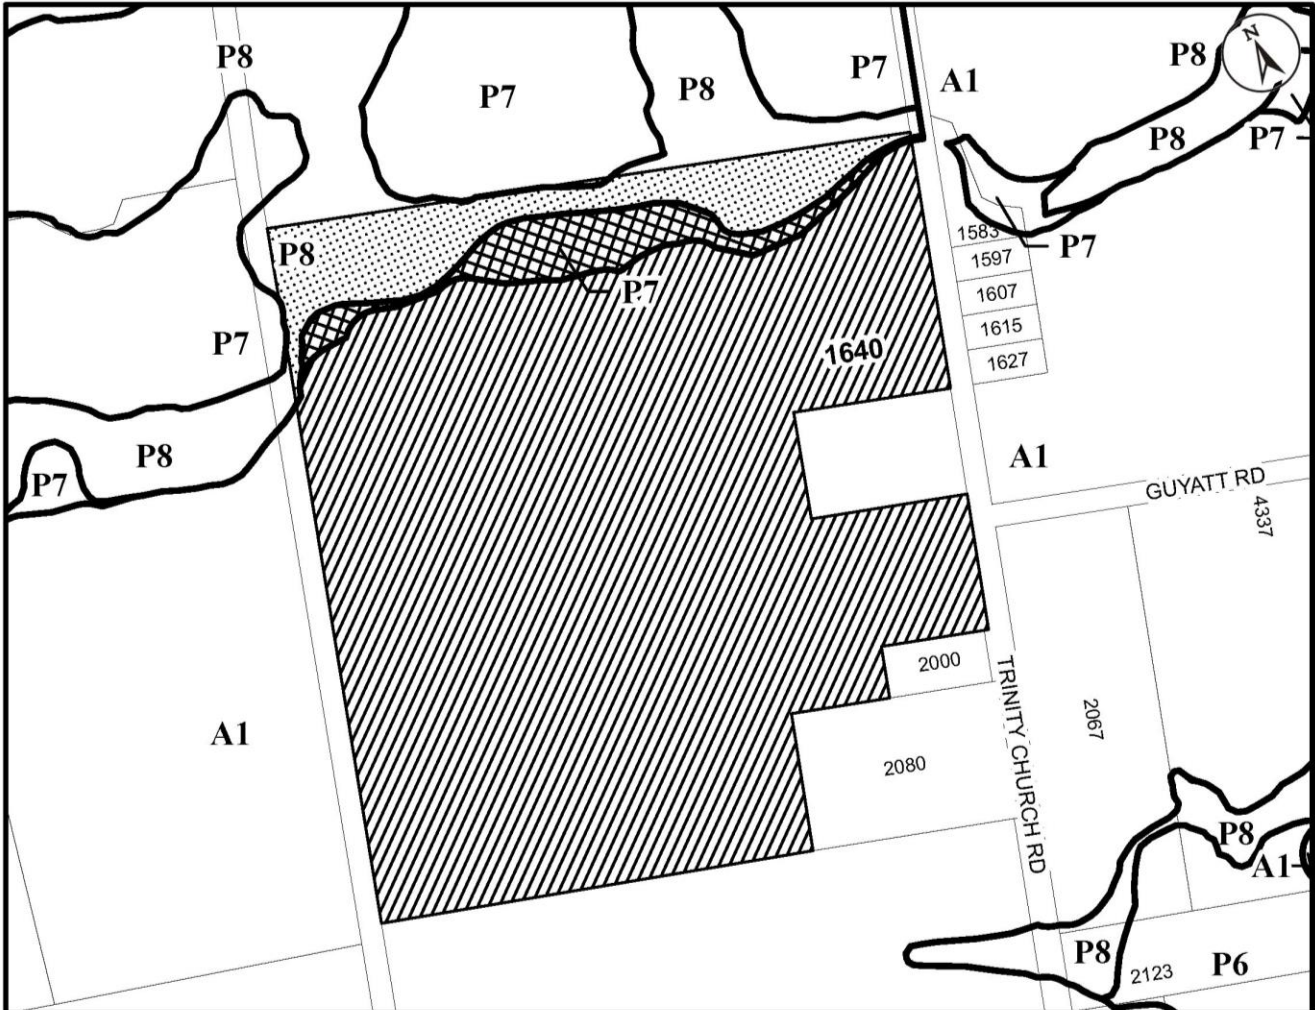 P8
P7
P8
P7
A1
P8
N
P8
P7
P8
1583
P7
1597
P7
1607
P7
1640
1615
1627
P8
P7
A1
GUYATT RD
4337
2000
TRINITY CHURCH RD
2067
A1
2080
P8
A1
P8
2123
P6